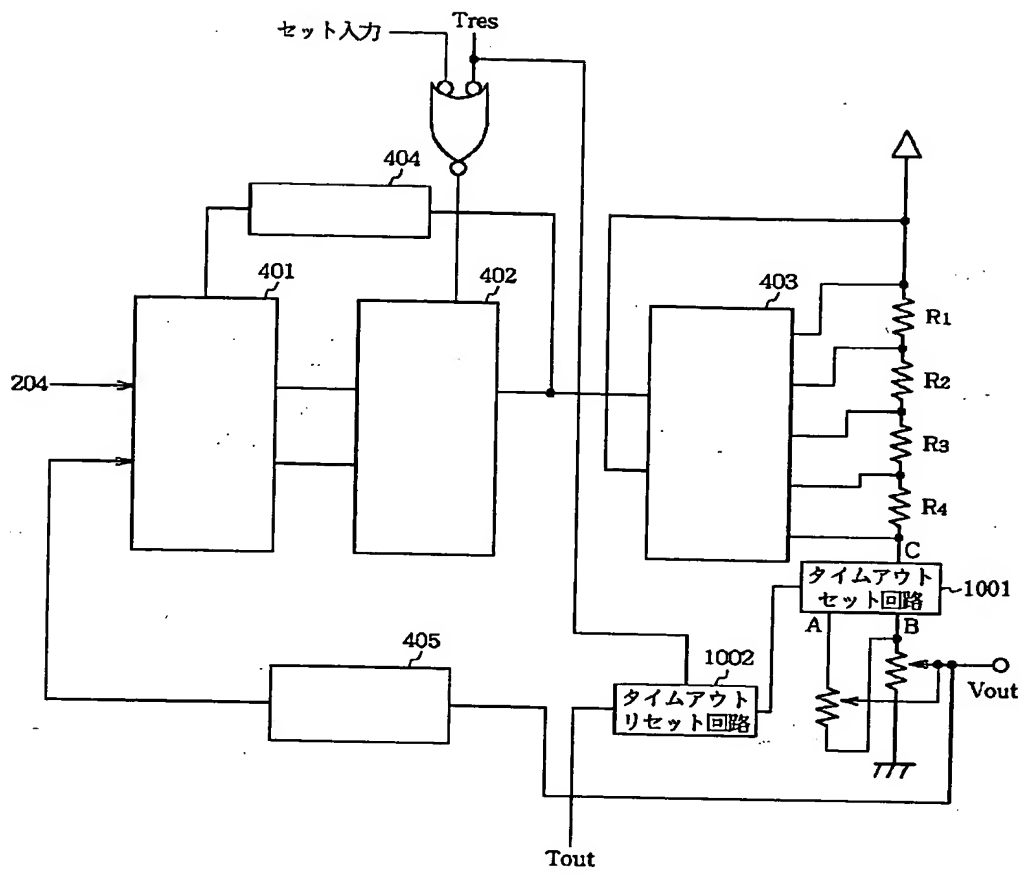 セット入力
Tres
404
401
402
403
R1
R2
R3
R4
204
C
タイムアウト
セット回路
1001
A
B
405
1002
タイムアウト
リセット回路
Vout
Tout